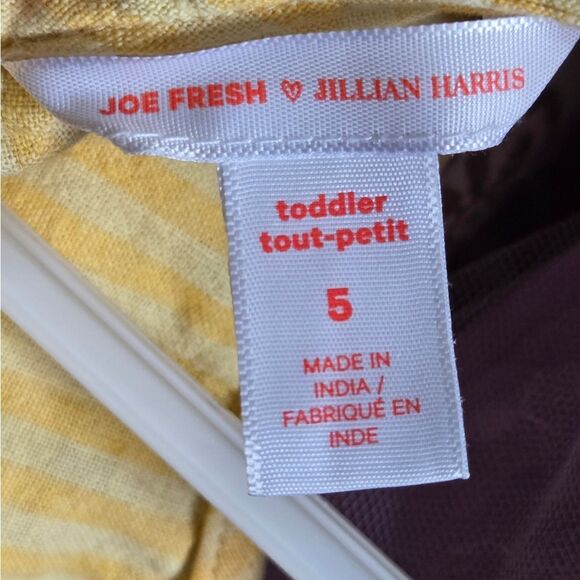 JOE FRESH ♡ JILLIAN HARRIS
toddler
tout-petit
5
MADE IN
INDIA /
FABRIQUÉ EN
INDE